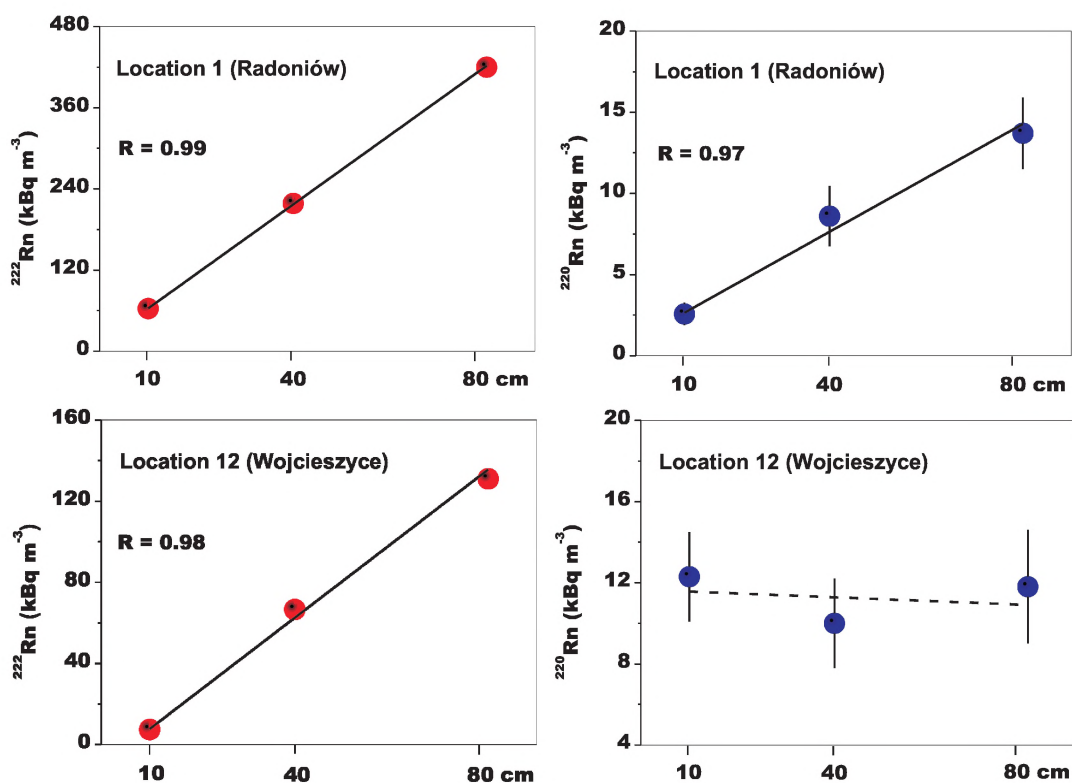 480
420
360
240
120
0
Location 1 (Radoniów)
R = 0.99
²²²Rn (kBq m⁻³)
10 40 80 cm
20
15
10
5
0
Location 1 (Radoniów)
R = 0.97
²²⁰Rn (kBq m⁻³)
10 40 80 cm
160
120
80
40
0
Location 12 (Wojcieszyce)
R = 0.98
²²²Rn (kBq m⁻³)
10 40 80 cm
20
16
12
8
4
Location 12 (Wojcieszyce)
²²⁰Rn (kBq m⁻³)
10 40 80 cm